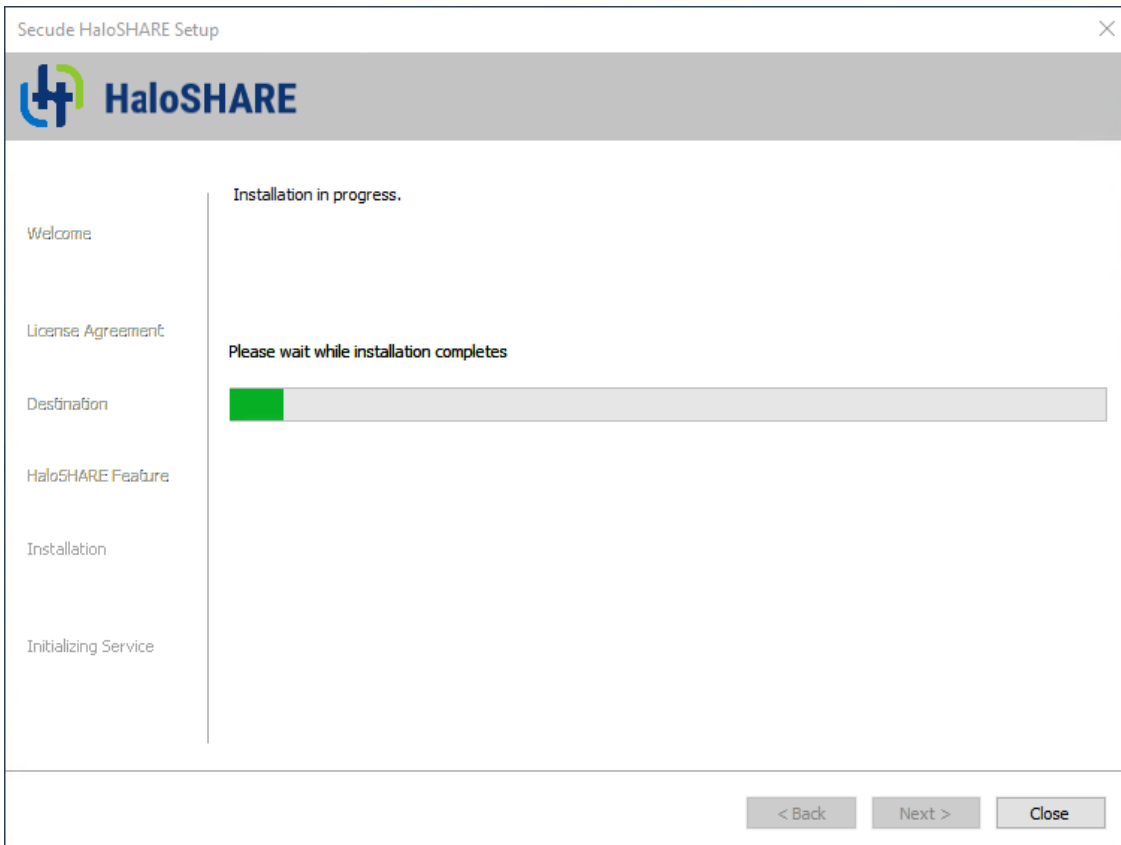 Secude HaloSHARE Setup
HaloSHARE
Installation in progress.
Welcome
License Agreement
Please wait while installation completes
Destination
HaloSHARE Feature
Installation
Initializing Service
< Back
Next >
Close